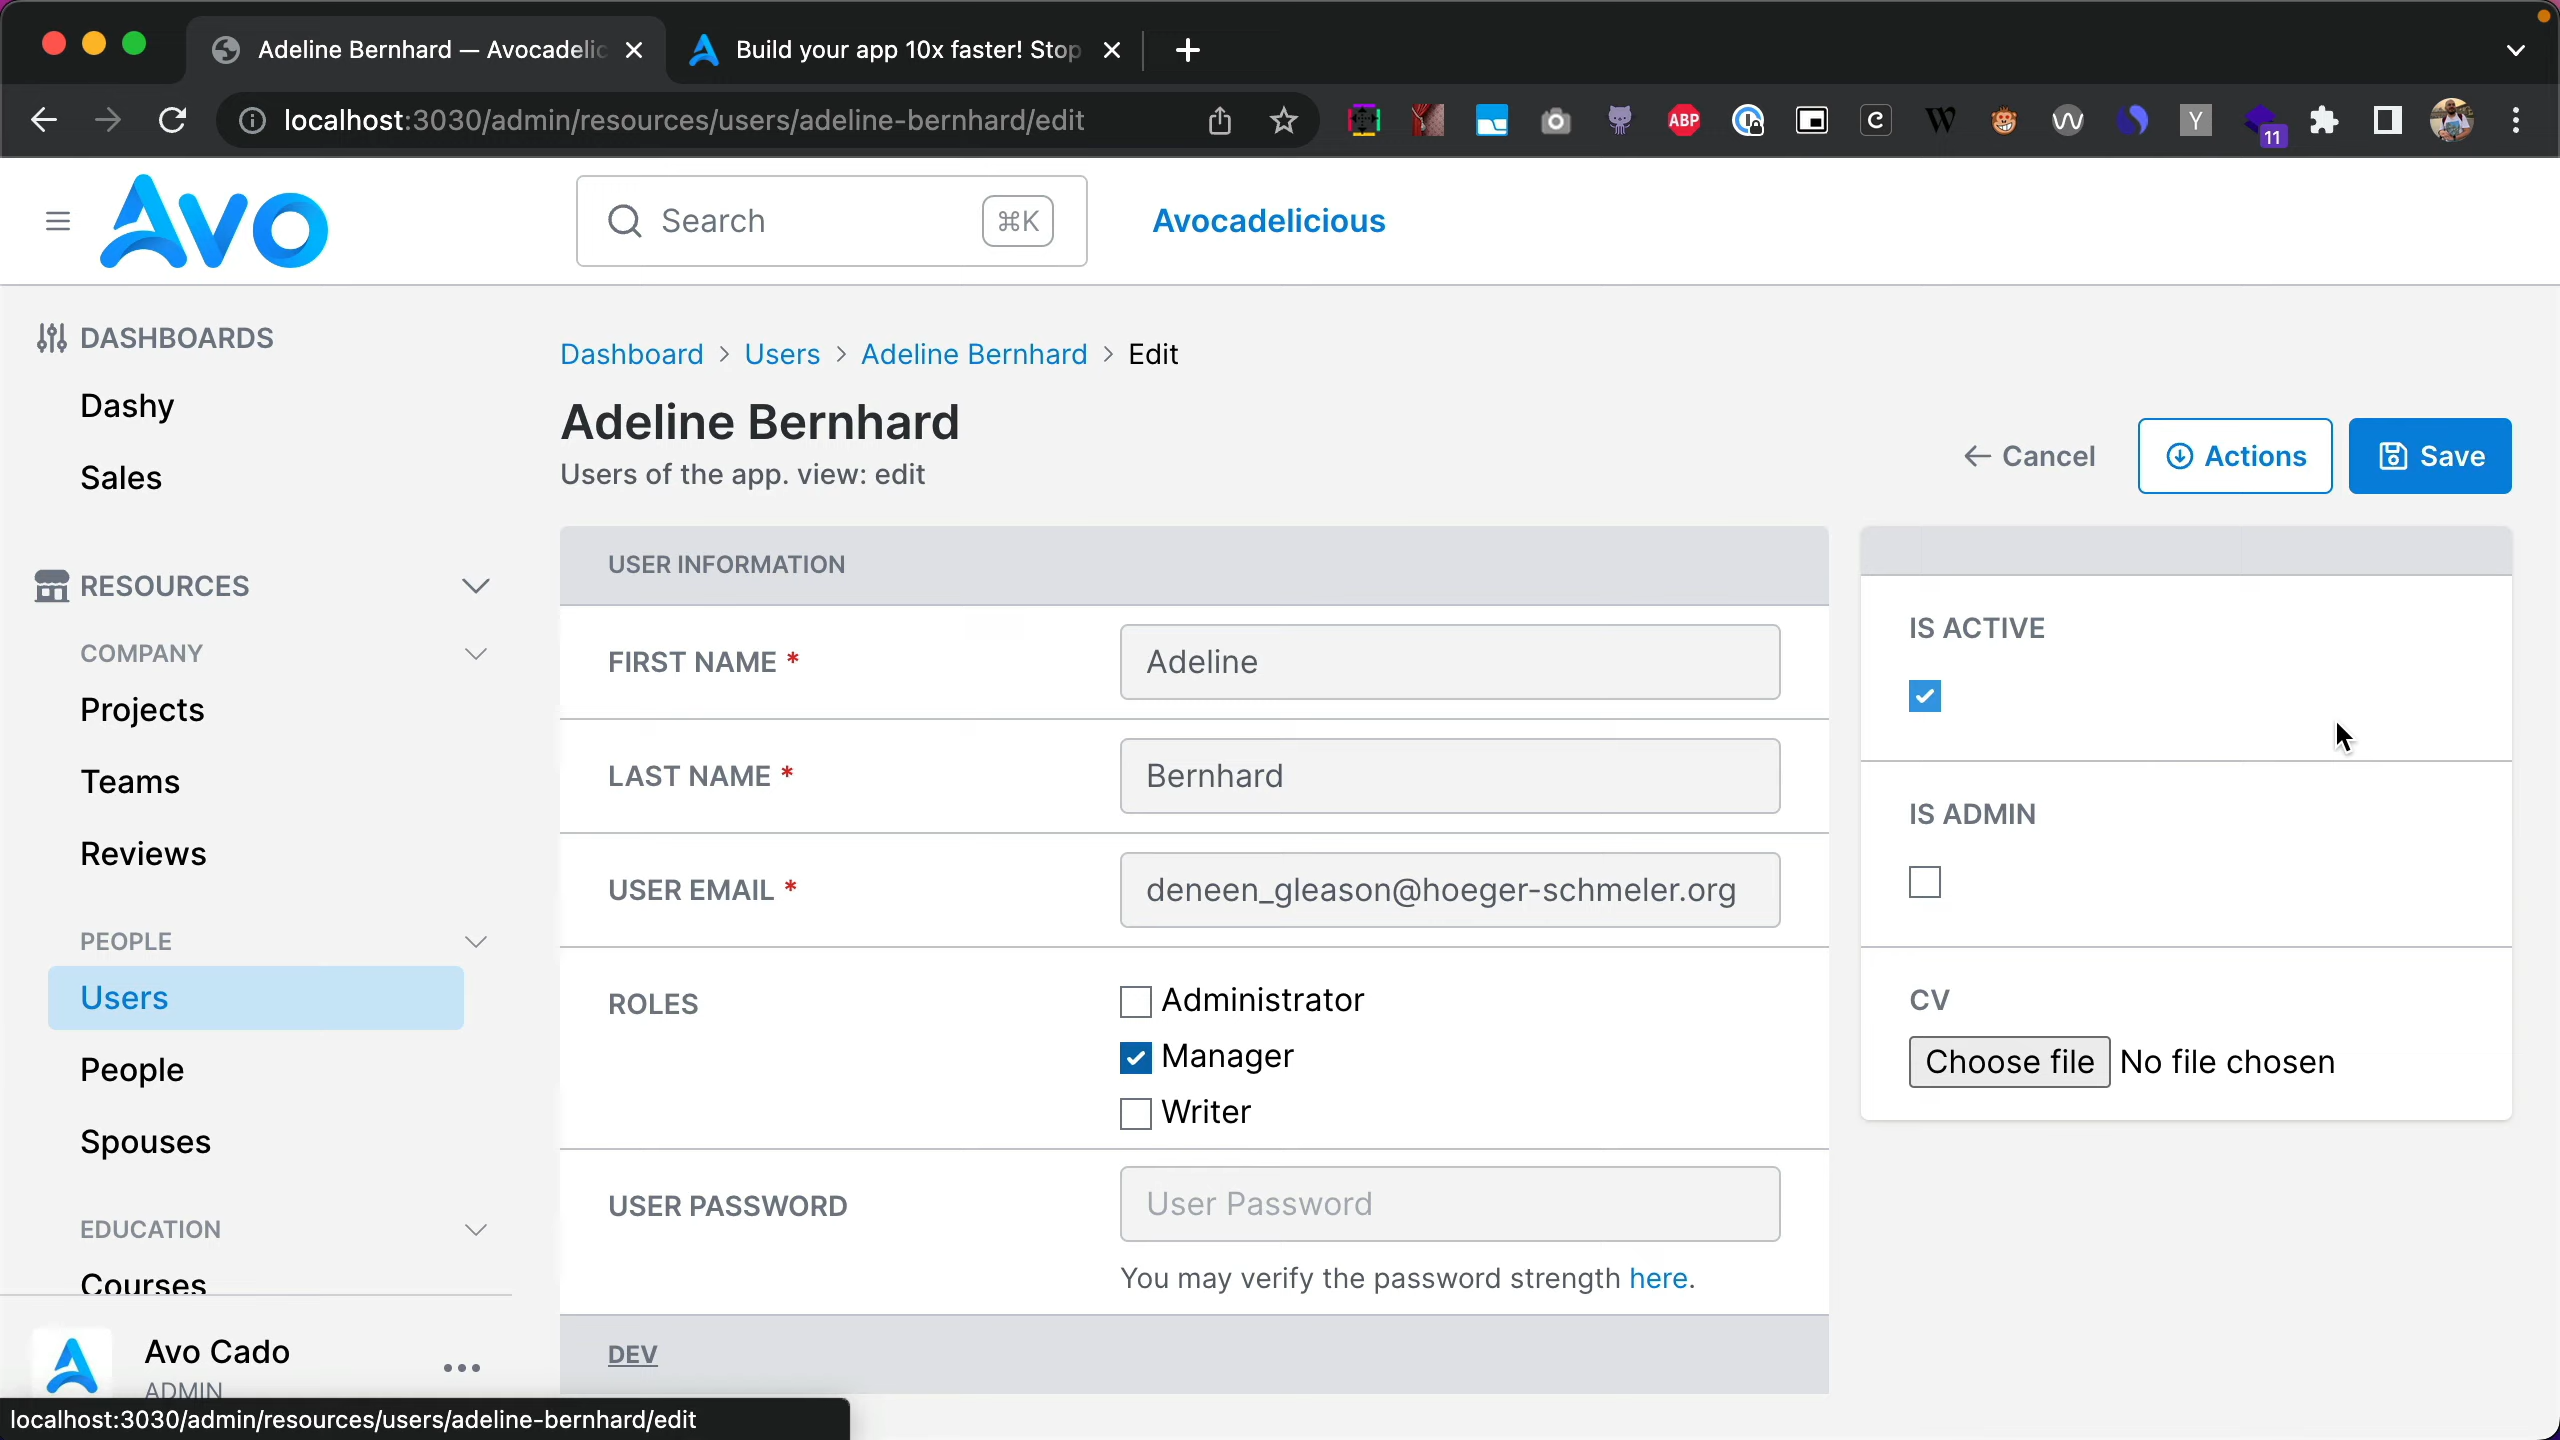 Adeline Bernhard — Avocadelic
Build your app 10x faster! Stop
localhost:3030/admin/resources/users/adeline-bernhard/edit
ABP
C
W
Y
11
Avo
Search
⌘K
Avocadelicious
DASHBOARDS
Dashy
Sales
RESOURCES
COMPANY
Projects
Teams
Reviews
PEOPLE
Users
People
Spouses
EDUCATION
Courses
Avo Cado
ADMIN
Dashboard > Users > Adeline Bernhard > Edit
Adeline Bernhard
Users of the app. view: edit
Cancel
Actions
Save
USER INFORMATION
FIRST NAME *
Adeline
LAST NAME *
Bernhard
USER EMAIL *
deneen_gleason@hoeger-schmeler.org
ROLES
Administrator
Manager
Writer
USER PASSWORD
User Password
You may verify the password strength here.
DEV
IS ACTIVE
IS ADMIN
CV
Choose file No file chosen
localhost:3030/admin/resources/users/adeline-bernhard/edit